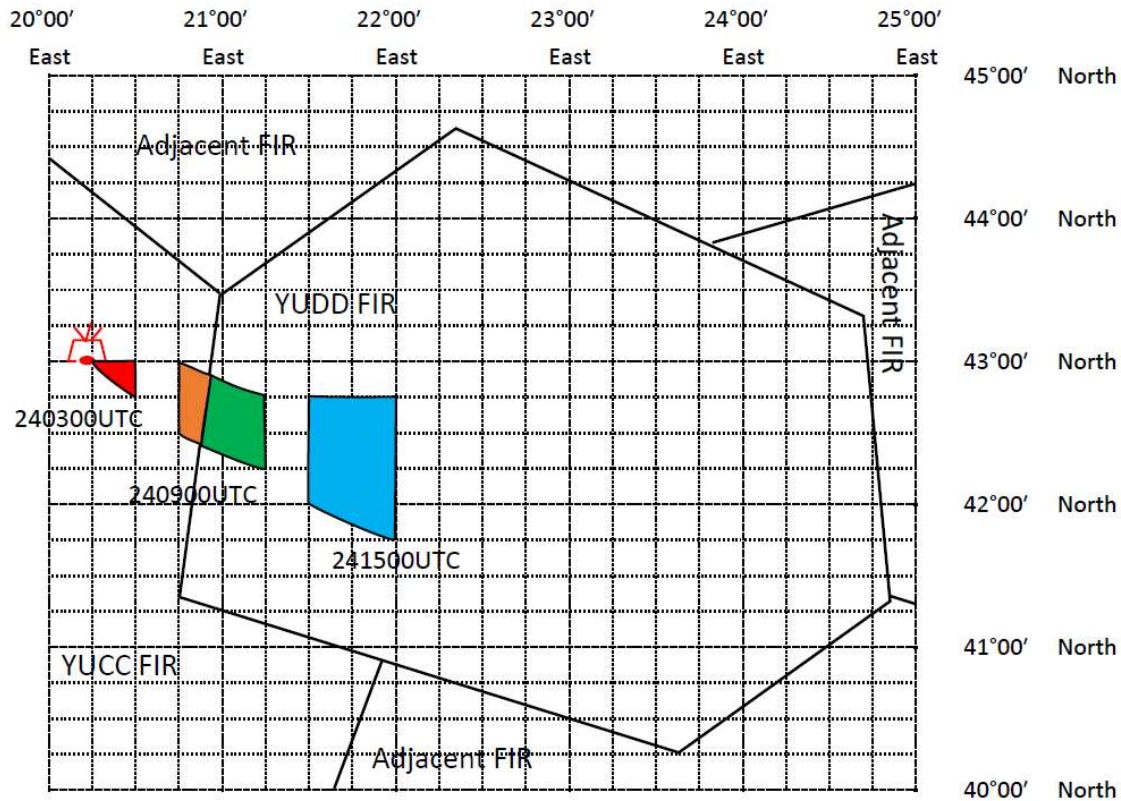 20°00′ 21°00′ 22°00′ 23°00′ 24°00′ 25°00′
East East East East East East
45°00′ North
Adjacent FIR
44°00′ North
Adjacent FIR
YUDD FIR
43°00′ North
240300UTC
240900UTC
42°00′ North
241500UTC
41°00′ North
YUCC FIR
Adjacent FIR
40°00′ North